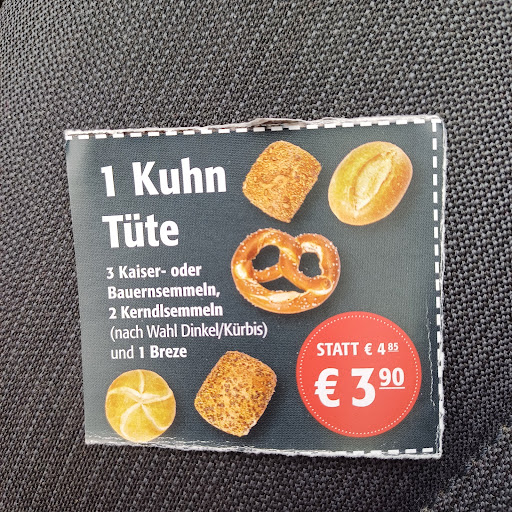 1 Kuhn
Tüte
3 Kaiser- oder
Bauernsemmeln,
2 Kerndlsemmeln
(nach Wahl Dinkel/Kürbis)
und 1 Breze
STATT € 4 85
€ 3 90